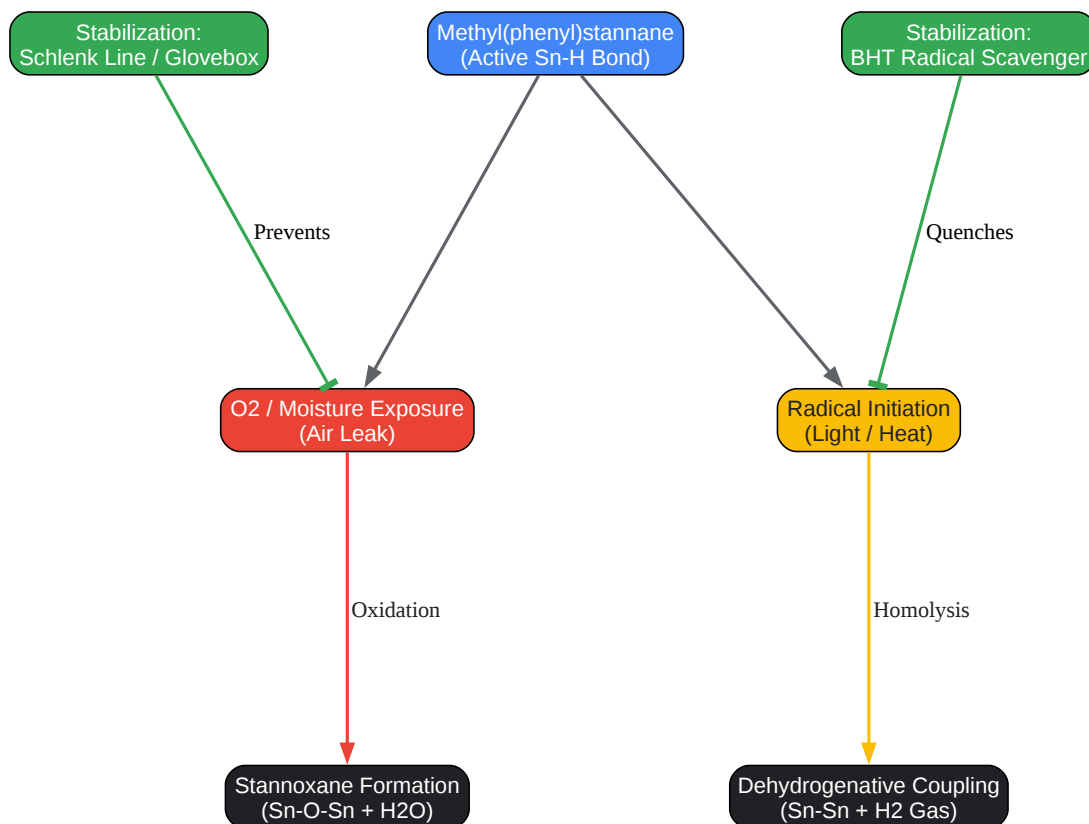 Stabilization:
Schlenk Line / Glovebox
Methyl(phenyl)stannane
(Active Sn-H Bond)
Stabilization:
BHT Radical Scavenger
Prevents
Quenches
O2 / Moisture Exposure
(Air Leak)
Radical Initiation
(Light / Heat)
Oxidation
Homolysis
Stannoxane Formation
(Sn-O-Sn + H2O)
Dehydrogenative Coupling
(Sn-Sn + H2 Gas)